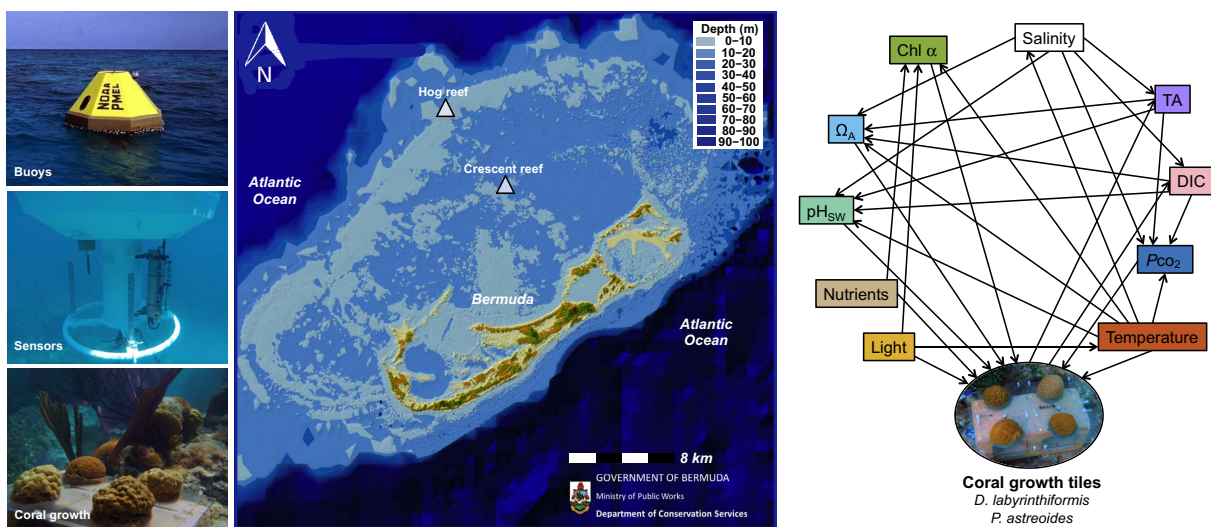 NOAA
PMEL
Buoys
Sensors
Coral growth
N
Depth (m)
0–10
10–20
20–30
30–40
40–50
50–60
60–70
70–80
80–90
90–100
Hog reef
Crescent reef
Atlantic
Ocean
Bermuda
Atlantic
Ocean
8 km
GOVERNMENT OF BERMUDA
Ministry of Public Works
Department of Conservation Services
Salinity
Chl α
TA
ΩA
DIC
pHSW
Pco2
Nutrients
Temperature
Light
Coral growth tiles
D. labyrinthiformis
P. astreoides